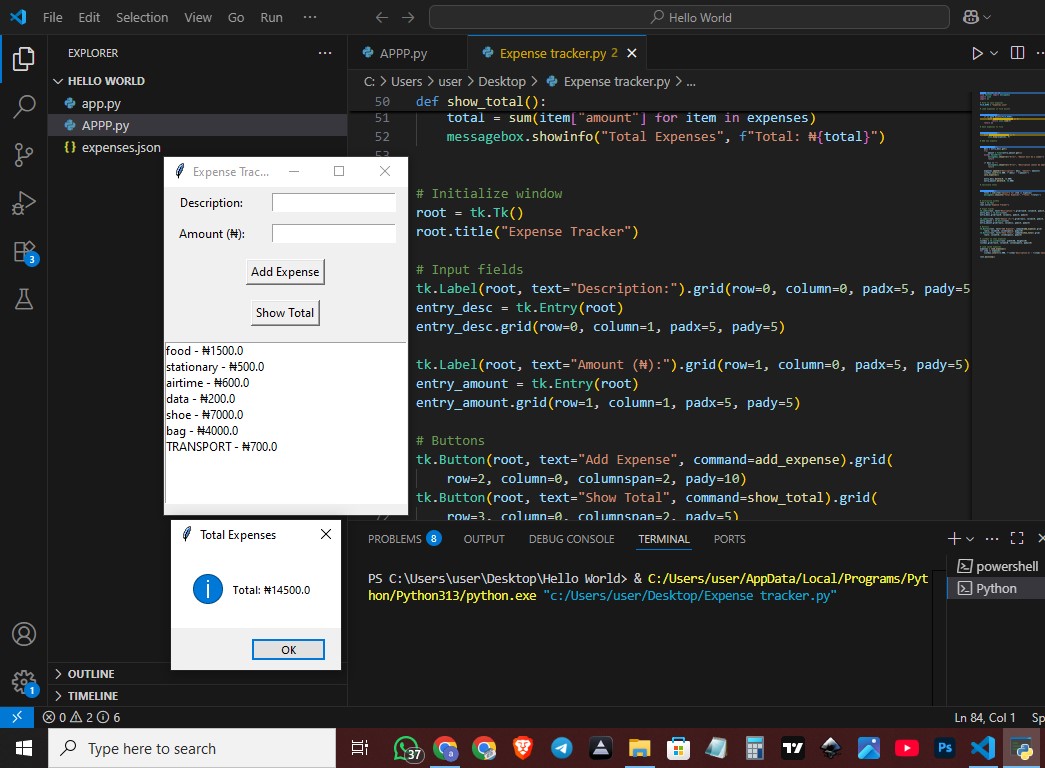 File Edit Selection View Go Run ···
Hello World
EXPLORER ···
HELLO WORLD
app.py
APPP.py
expenses.json
3
1
OUTLINE
TIMELINE
APPP.py
Expense tracker.py 2
C: > Users > user > Desktop > Expense tracker.py > ...
50 def show_total():
51 total = sum(item["amount"] for item in expenses)
52 messagebox.showinfo("Total Expenses", f"Total: ₦{total}")
53
# Initialize window
root = tk.Tk()
root.title("Expense Tracker")
# Input fields
tk.Label(root, text="Description:").grid(row=0, column=0, padx=5, pady=5
entry_desc = tk.Entry(root)
entry_desc.grid(row=0, column=1, padx=5, pady=5)
tk.Label(root, text="Amount (₦):").grid(row=1, column=0, padx=5, pady=5)
entry_amount = tk.Entry(root)
entry_amount.grid(row=1, column=1, padx=5, pady=5)
# Buttons
tk.Button(root, text="Add Expense", command=add_expense).grid(
row=2, column=0, columnspan=2, pady=10)
tk.Button(root, text="Show Total", command=show_total).grid(
72 row=3, column=0, columnspan=2, pady=5)
Expense Trac...
Description:
Amount (₦):
Add Expense
Show Total
food - ₦1500.0
stationary - ₦500.0
airtime - ₦600.0
data - ₦200.0
shoe - ₦7000.0
bag - ₦4000.0
TRANSPORT - ₦700.0
Total Expenses
Total: ₦14500.0
OK
PROBLEMS 8 OUTPUT DEBUG CONSOLE TERMINAL PORTS
PS C:\Users\user\Desktop\Hello World> & C:/Users/user/AppData/Local/Programs/Pyt
hon/Python313/python.exe "c:/Users/user/Desktop/Expense tracker.py"
powershell
Python
0 2 6
Ln 84, Col 1 Sp
Type here to search
37
a
Ps